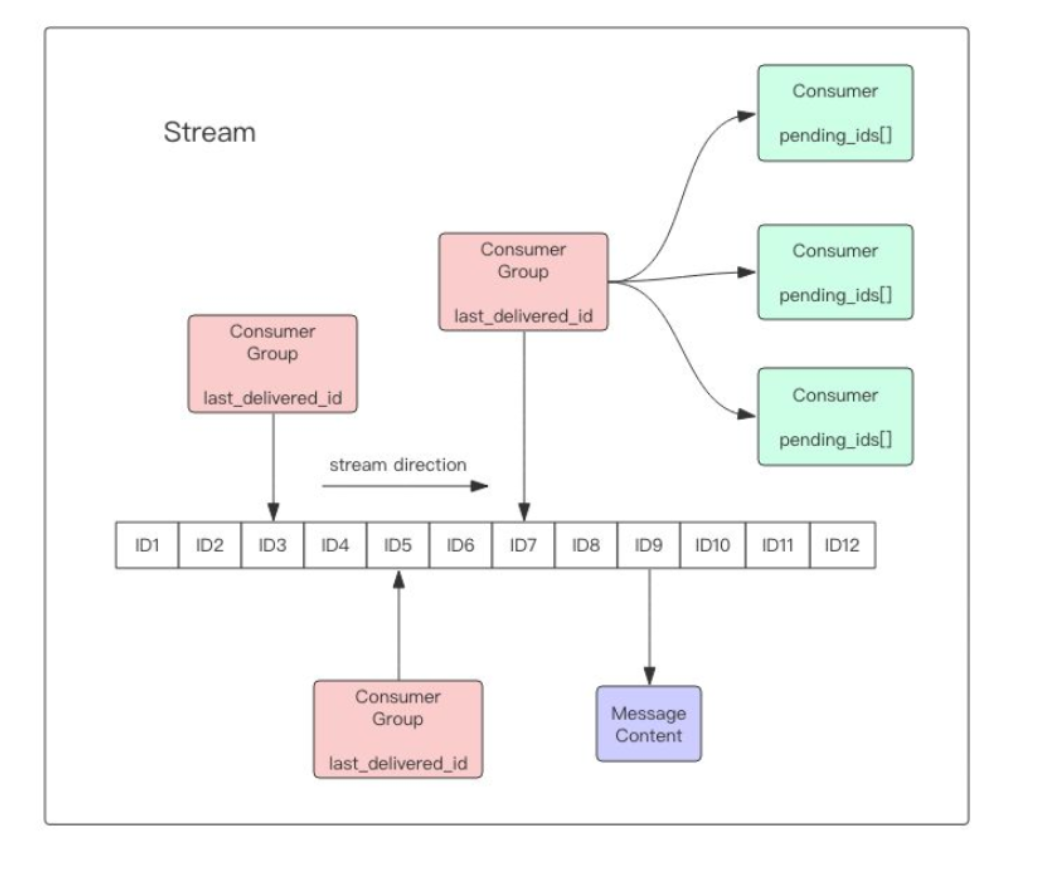 Stream
Consumer
pending_ids[]
Consumer
Group
last_delivered_id
Consumer
pending_ids[]
Consumer
Group
last_delivered_id
Consumer
pending_ids[]
stream direction
ID1 ID2 ID3 ID4 ID5 ID6 ID7 ID8 ID9 ID10 ID11 ID12
Consumer
Group
last_delivered_id
Message
Content